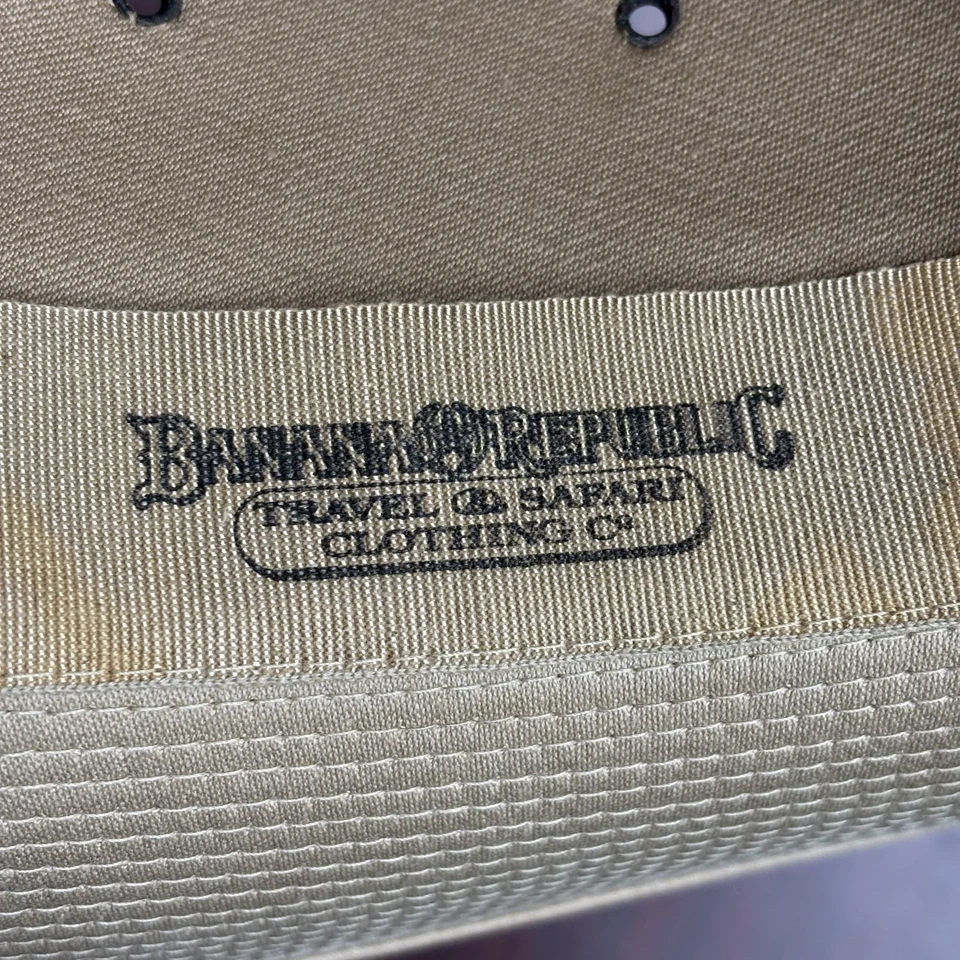 BANANA REPUBLIC
TRAVEL & SAFARI
CLOTHING Cº